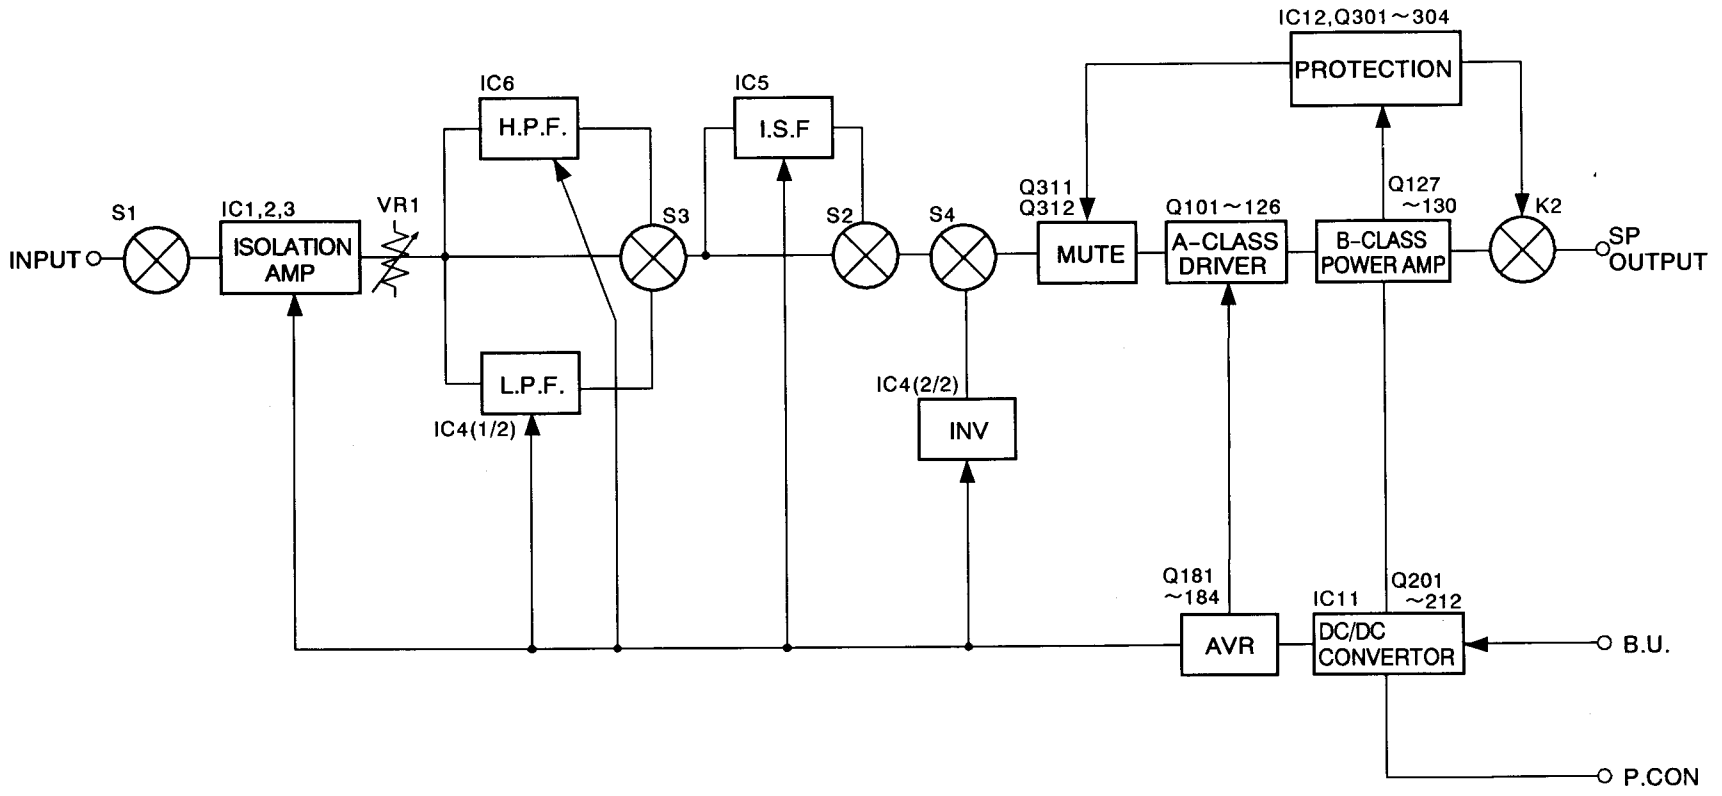 IC12,Q301～304
PROTECTION
IC6
H.P.F.
IC5
I.S.F
S1
IC1,2,3
VR1
S3
S2
S4
Q311
Q312
Q101～126
Q127
～130
K2
INPUT
ISOLATION
AMP
MUTE
A-CLASS
DRIVER
B-CLASS
POWER AMP
SP
OUTPUT
L.P.F.
IC4(1/2)
IC4(2/2)
INV
Q181
～184
IC11
Q201
～212
AVR
DC/DC
CONVERTOR
B.U.
P.CON